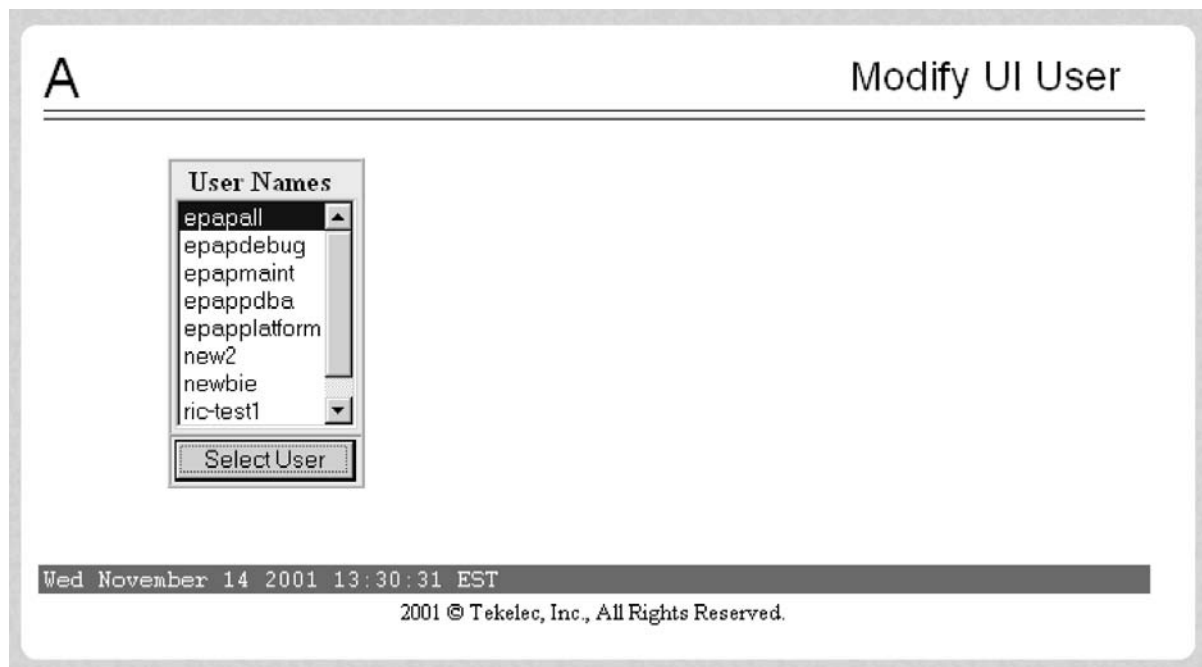 A
Modify UI User
User Names
epapall
epapdebug
epapmaint
epappdba
epapplatform
new2
newbie
ric-test1
Select User
Wed November 14 2001 13:30:31 EST
2001 © Tekelec, Inc., All Rights Reserved.